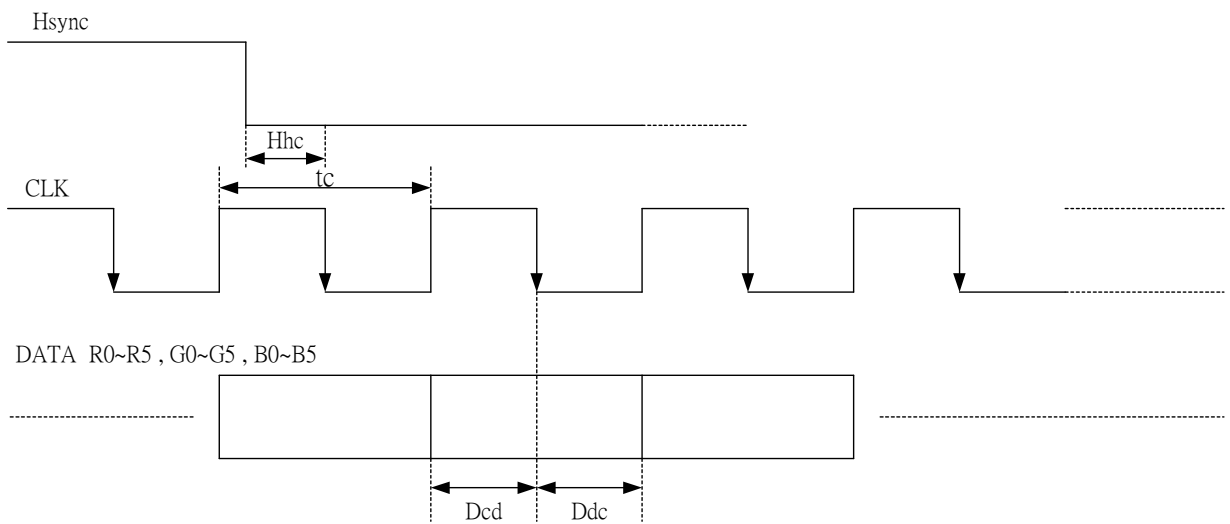 Hsync
Hhc
tc
CLK
DATA R0~R5 , G0~G5 , B0~B5
Dcd Ddc